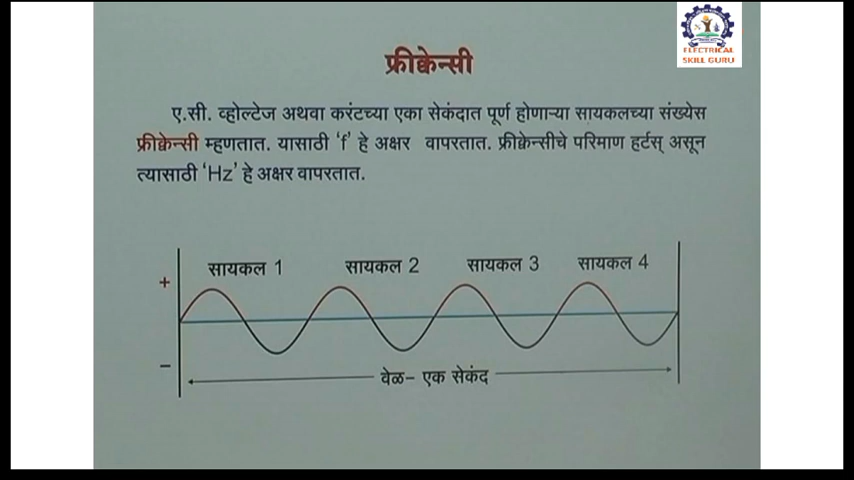 ELECTRICAL
SKILL GURU
फ्रीक्वेन्सी
ए.सी. व्होल्टेज अथवा करंटच्या एका सेकंदात पूर्ण होणाऱ्या सायकलच्या संख्येस
फ्रीक्वेन्सी म्हणतात. यासाठी 'f' हे अक्षर वापरतात. फ्रीक्वेन्सीचे परिमाण हर्टस् असून
त्यासाठी 'Hz' हे अक्षर वापरतात.
सायकल 1 सायकल 2 सायकल 3 सायकल 4
+
–
वेळ– एक सेकंद